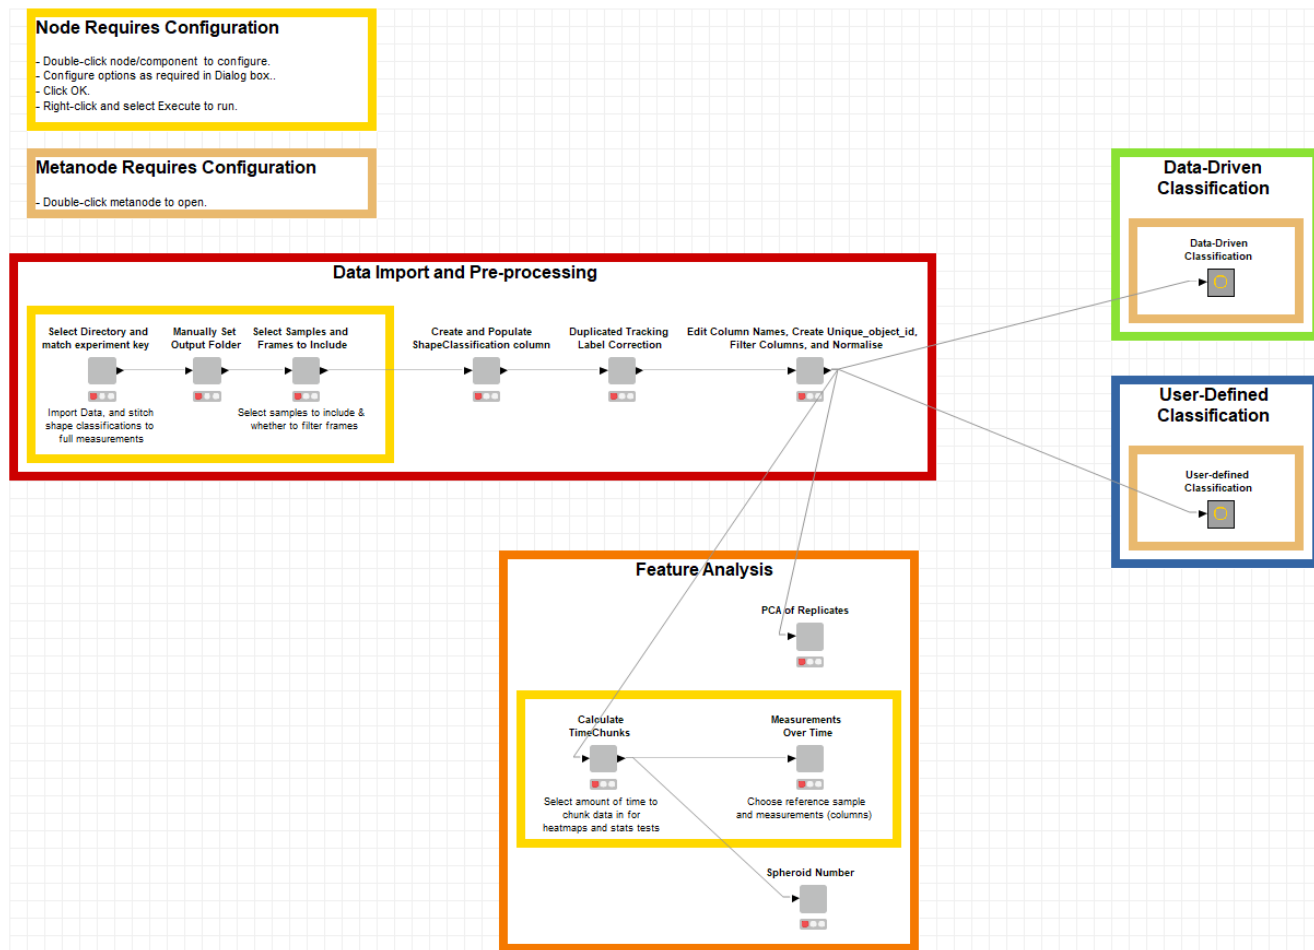 Node Requires Configuration
- Double-click node/component to configure.
- Configure options as required in Dialog box..
- Click OK.
- Right-click and select Execute to run.
Metanode Requires Configuration
- Double-click metanode to open.
Data Import and Pre-processing
Select Directory and
match experiment key
Import Data, and stitch
shape classifications to
full measurements
Manually Set
Output Folder
Select Samples and
Frames to Include
Select samples to include &
whether to filter frames
Create and Populate
ShapeClassification column
Duplicated Tracking
Label Correction
Edit Column Names, Create Unique_object_id,
Filter Columns, and Normalise
Data-Driven
Classification
Data-Driven
Classification
User-Defined
Classification
User-defined
Classification
Feature Analysis
PCA of Replicates
Calculate
TimeChunks
Select amount of time to
chunk data in for
heatmaps and stats tests
Measurements
Over Time
Choose reference sample
and measurements (columns)
Spheroid Number